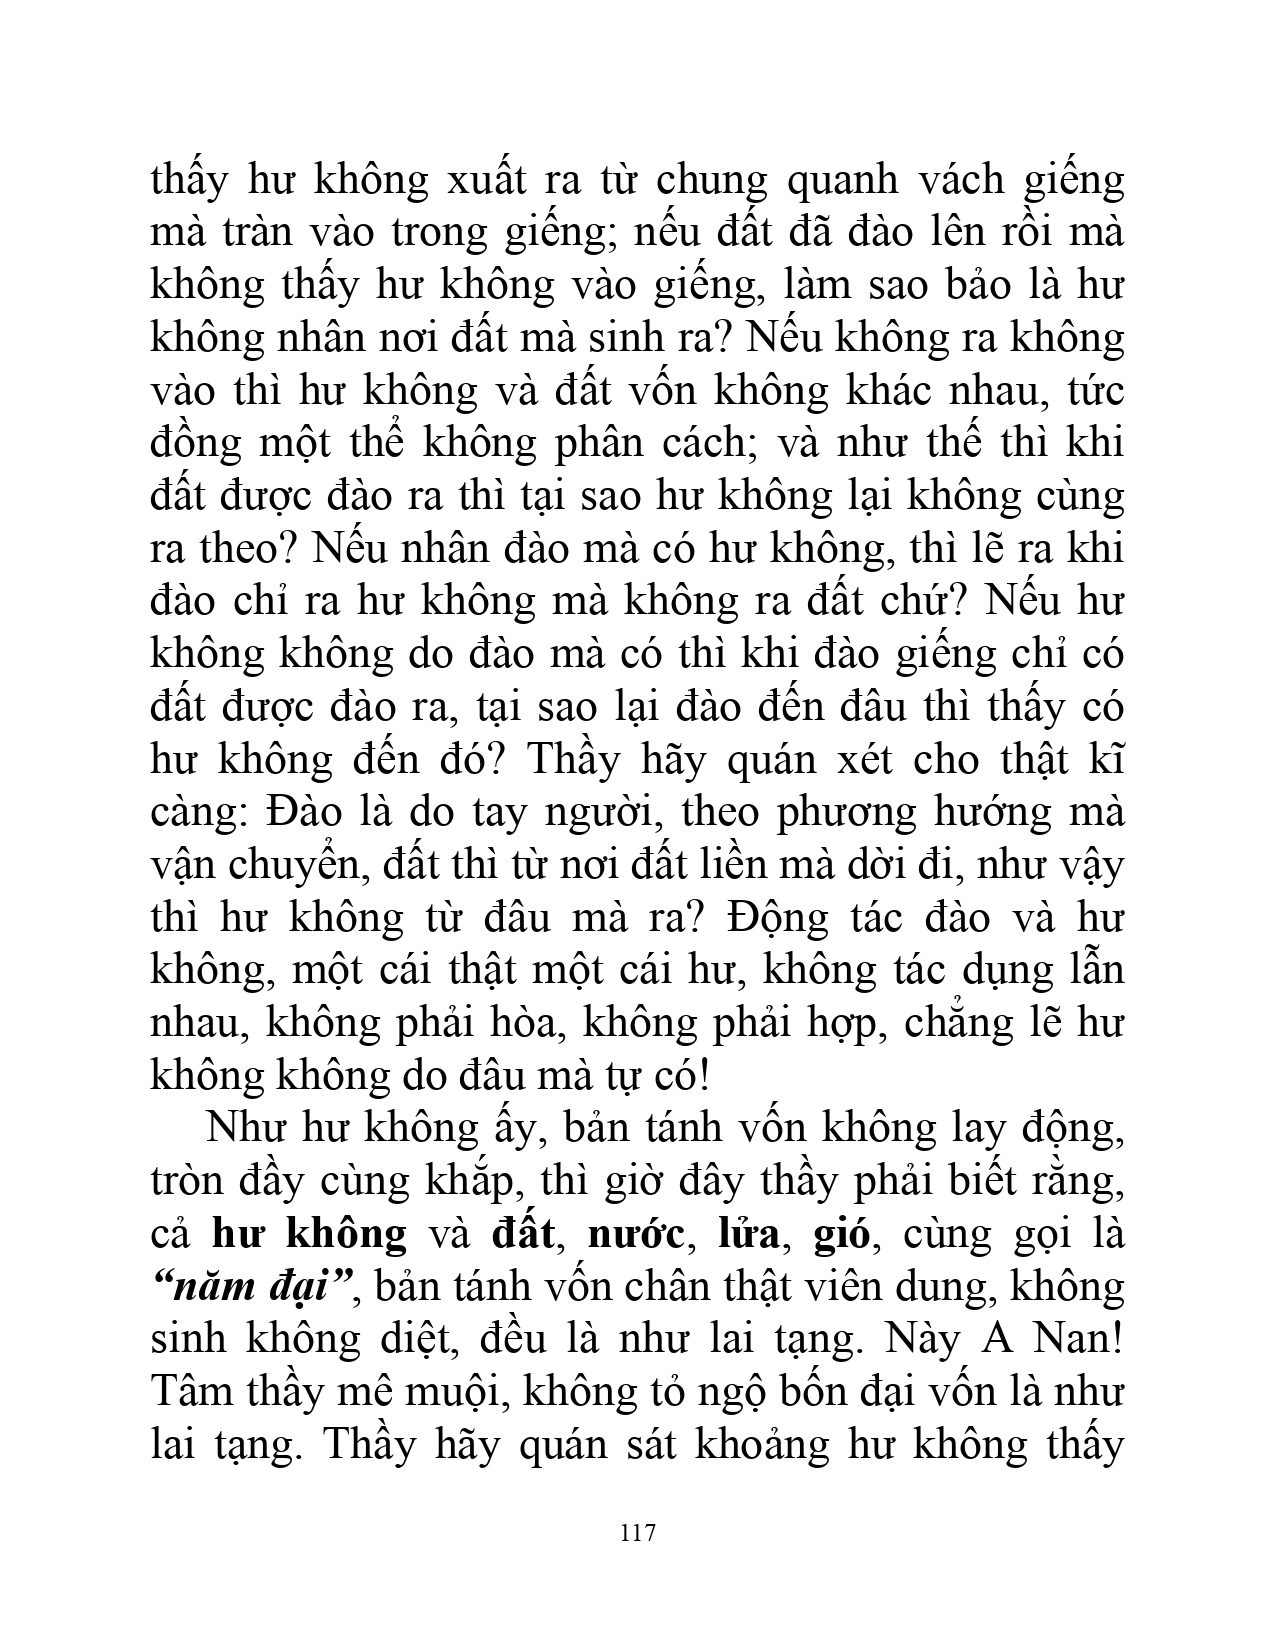 thấy hư không xuất ra từ chung quanh vách giếng
mà tràn vào trong giếng; nếu đất đã đào lên rồi mà
không thấy hư không vào giếng, làm sao bảo là hư
không nhân nơi đất mà sinh ra? Nếu không ra không
vào thì hư không và đất vốn không khác nhau, tức
đồng một thể không phân cách; và như thế thì khi
đất được đào ra thì tại sao hư không lại không cùng
ra theo? Nếu nhân đào mà có hư không, thì lẽ ra khi
đào chỉ ra hư không mà không ra đất chứ? Nếu hư
không không do đào mà có thì khi đào giếng chỉ có
đất được đào ra, tại sao lại đào đến đâu thì thấy có
hư không đến đó? Thầy hãy quán xét cho thật kĩ
càng: Đào là do tay người, theo phương hướng mà
vận chuyển, đất thì từ nơi đất liền mà dời đi, như vậy
thì hư không từ đâu mà ra? Động tác đào và hư
không, một cái thật một cái hư, không tác dụng lẫn
nhau, không phải hòa, không phải hợp, chẳng lẽ hư
không không do đâu mà tự có!
Như hư không ấy, bản tánh vốn không lay động,
tròn đầy cùng khắp, thì giờ đây thầy phải biết rằng,
cả hư không và đất, nước, lửa, gió, cùng gọi là
“năm đại”, bản tánh vốn chân thật viên dung, không
sinh không diệt, đều là như lai tạng. Này A Nan!
Tâm thầy mê muội, không tỏ ngộ bốn đại vốn là như
lai tạng. Thầy hãy quán sát khoảng hư không thấy
117